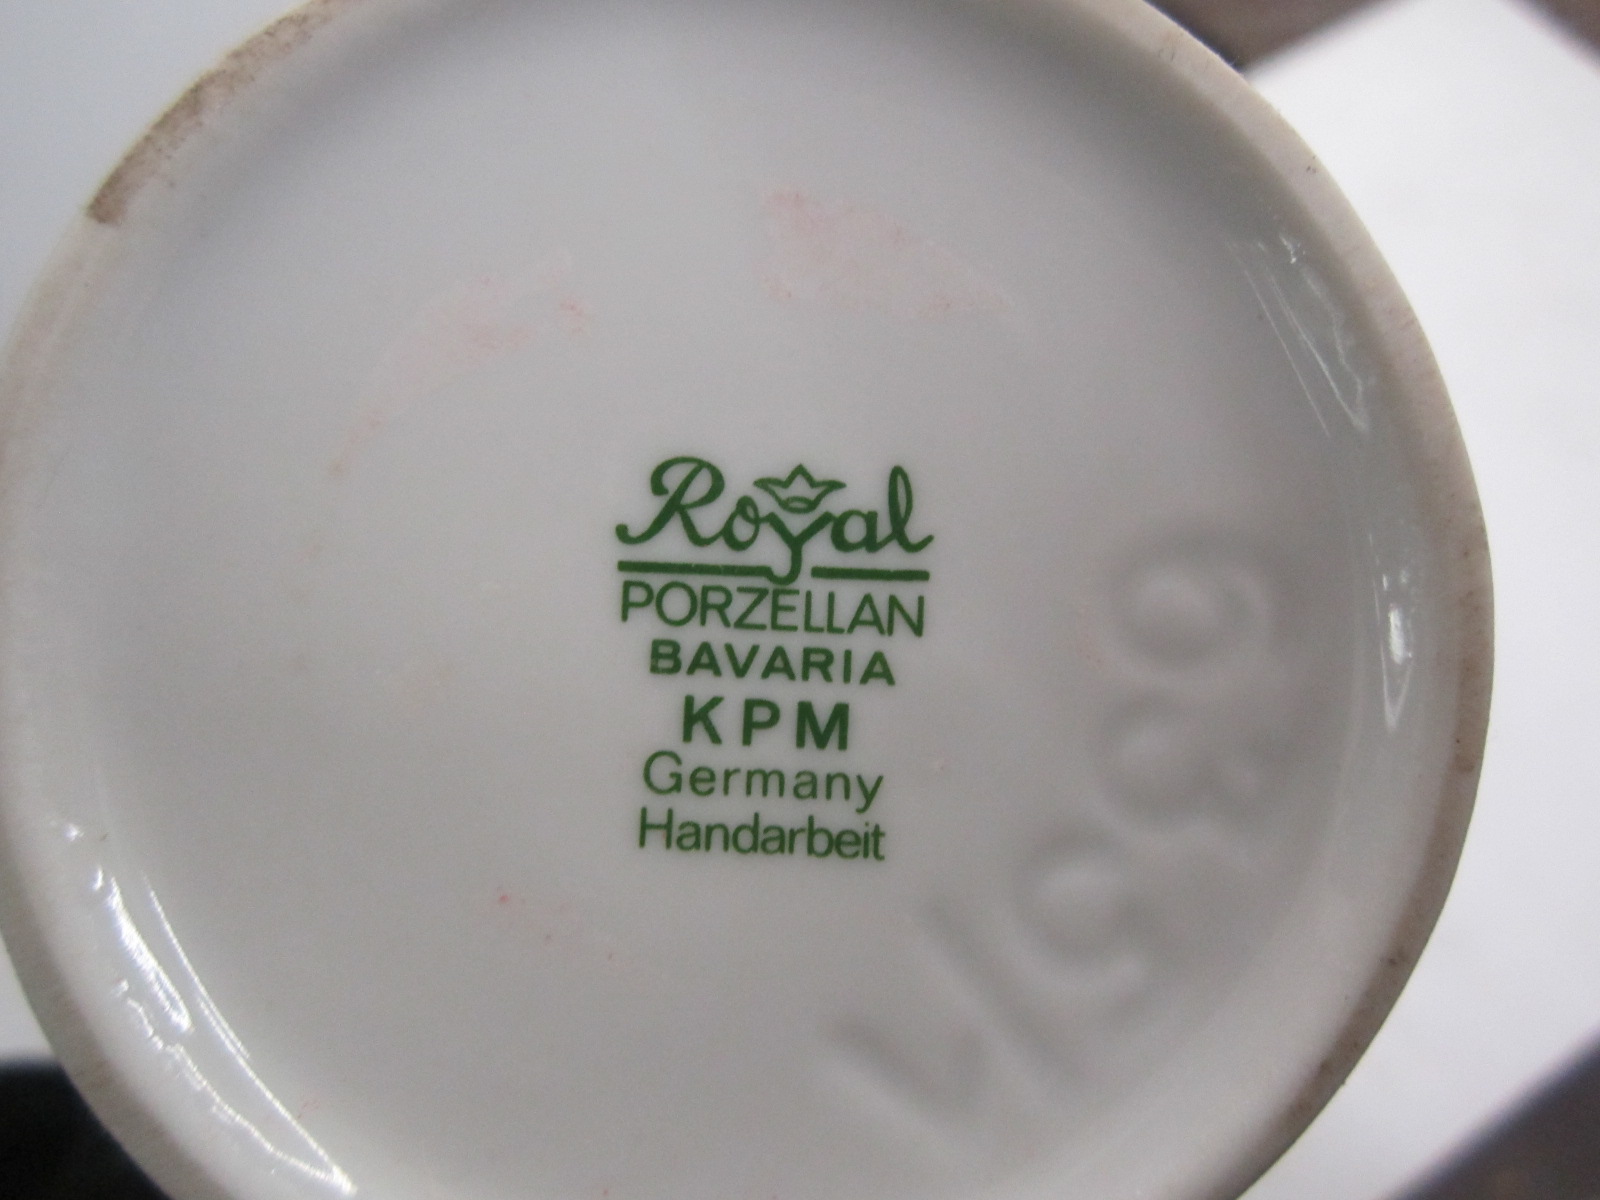 Royal
PORZELLAN
BAVARIA
KPM
Germany
Handarbeit